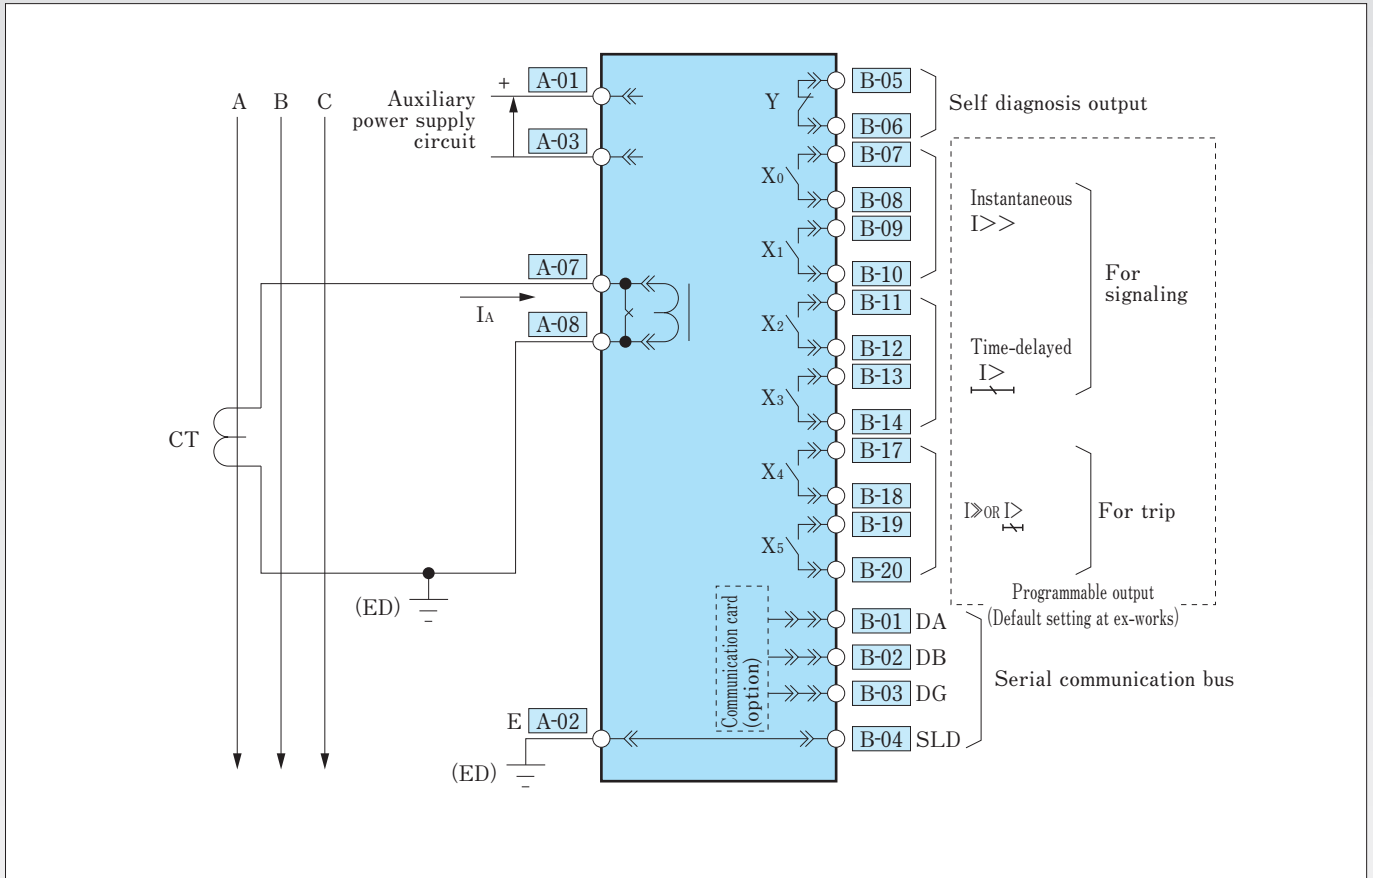 A B C
Auxiliary
power supply
circuit
+
A-01
A-03
A-07
IA
A-08
CT
(ED)
E A-02
(ED)
Y
X0
X1
X2
X3
X4
X5
Communication card
(option)
B-05
B-06
B-07
B-08
B-09
B-10
B-11
B-12
B-13
B-14
B-17
B-18
B-19
B-20
B-01 DA
B-02 DB
B-03 DG
B-04 SLD
Self diagnosis output
Instantaneous
I>>
For
signaling
Time-delayed
I>
I≫OR I>
For trip
Programmable output
(Default setting at ex-works)
Serial communication bus